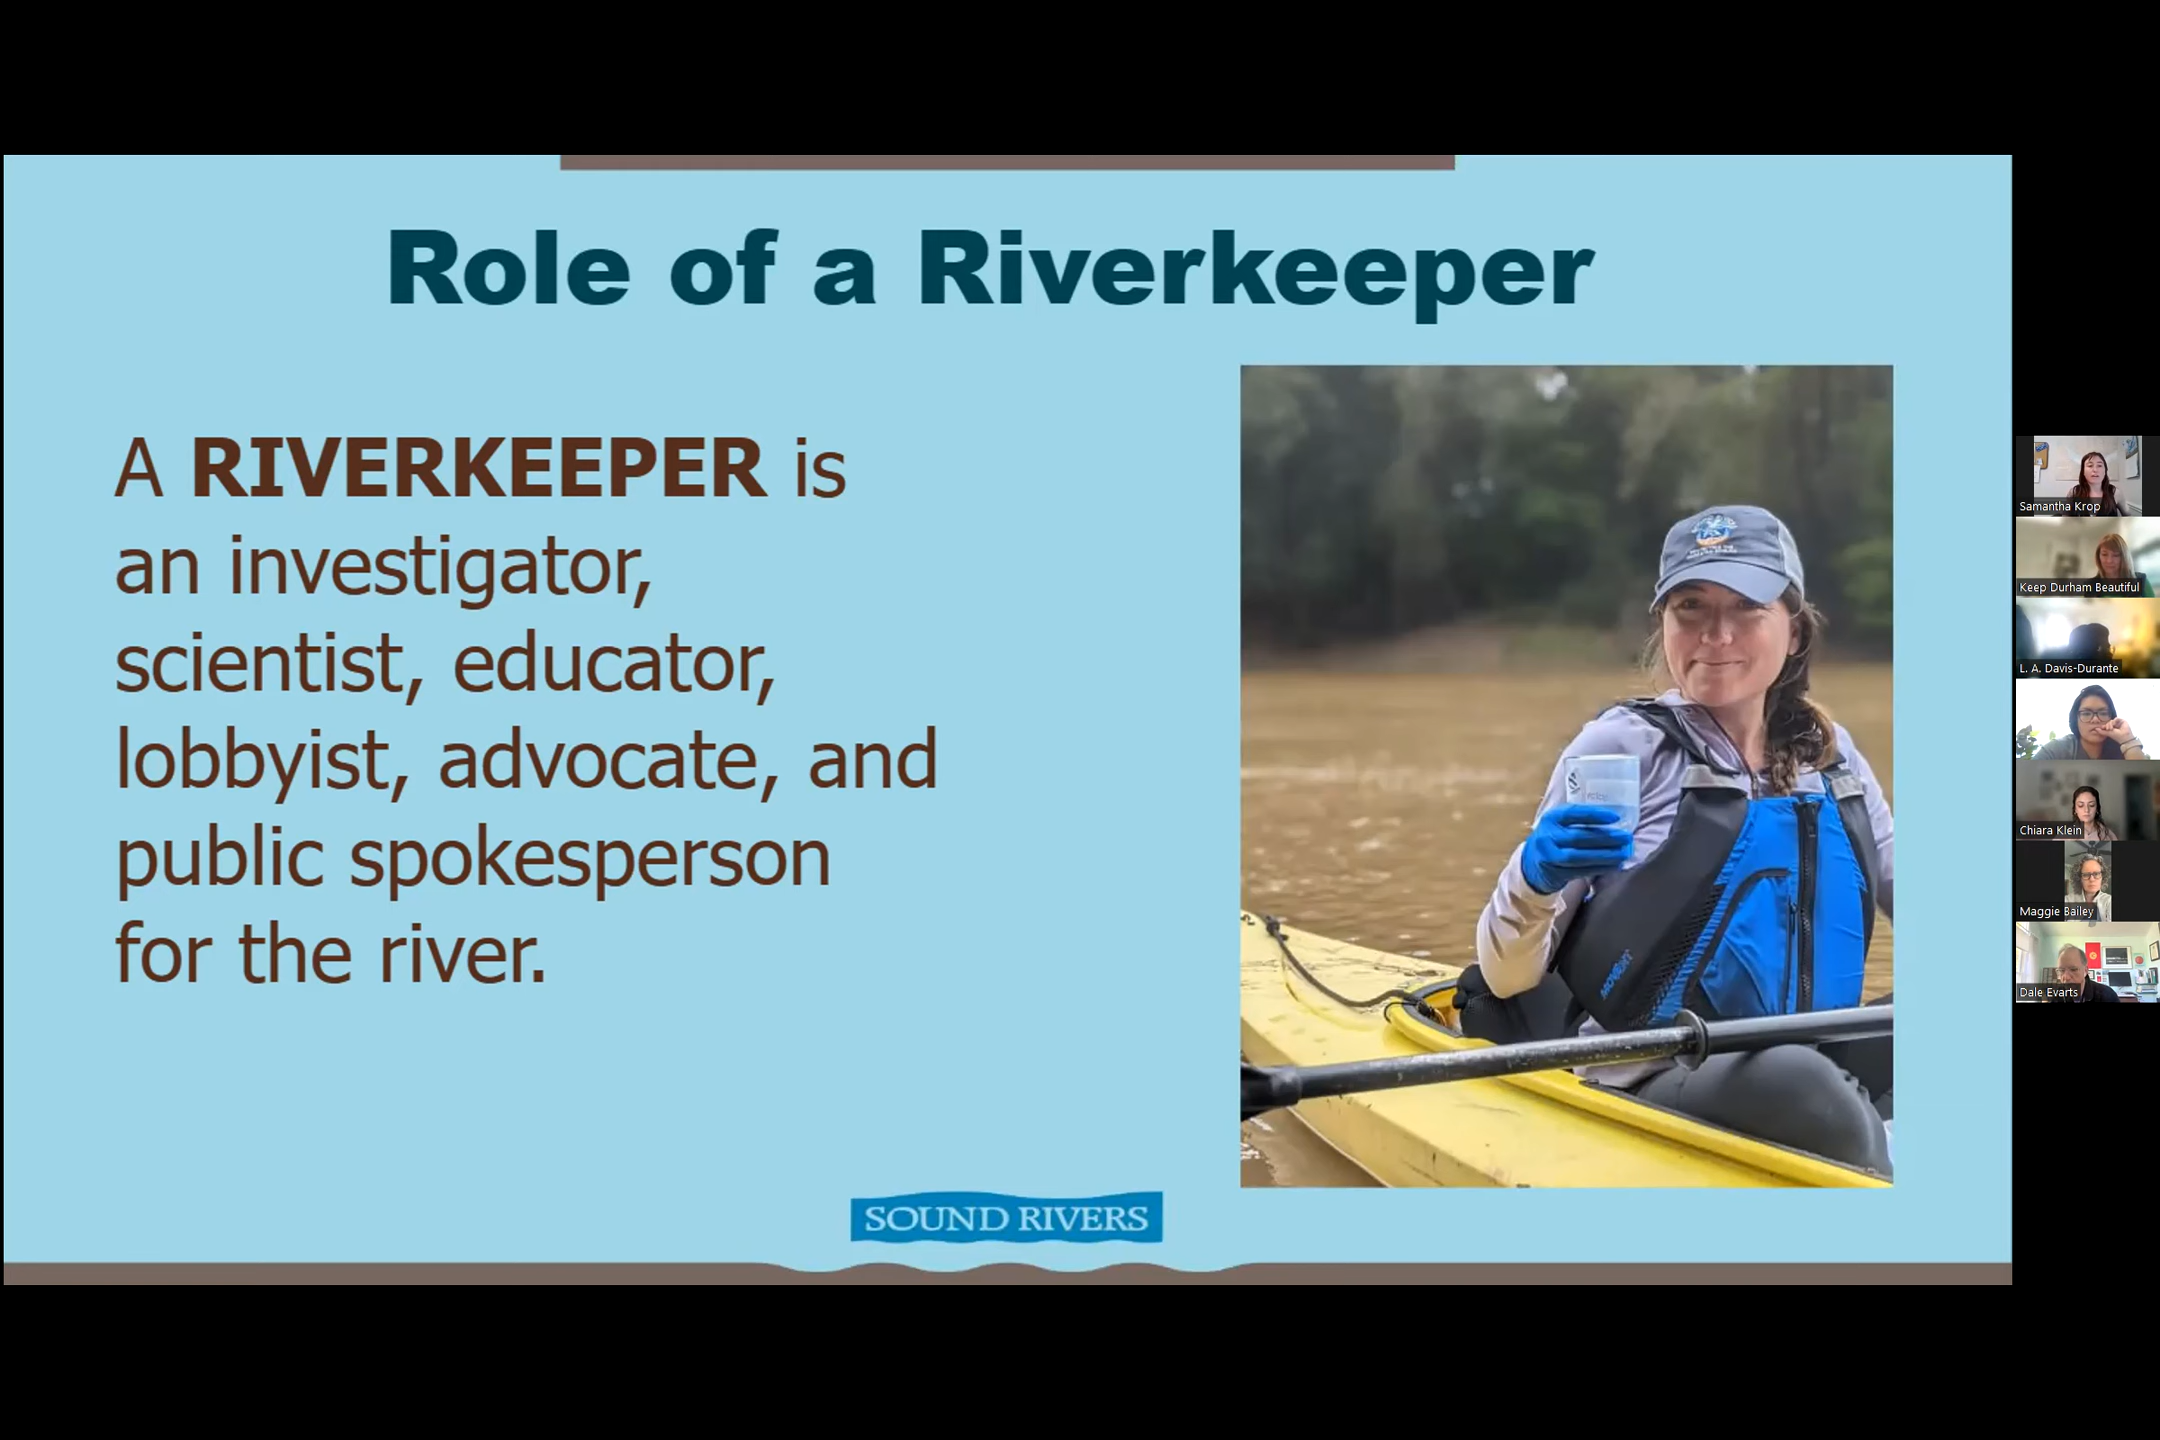 Role of a Riverkeeper
A RIVERKEEPER is
an investigator,
scientist, educator,
lobbyist, advocate, and
public spokesperson
for the river.
MOVEMENT
SOUND RIVERS
Samantha Krop
Keep Durham Beautiful
L. A. Davis-Durante
Chiara Klein
Maggie Bailey
Dale Evarts